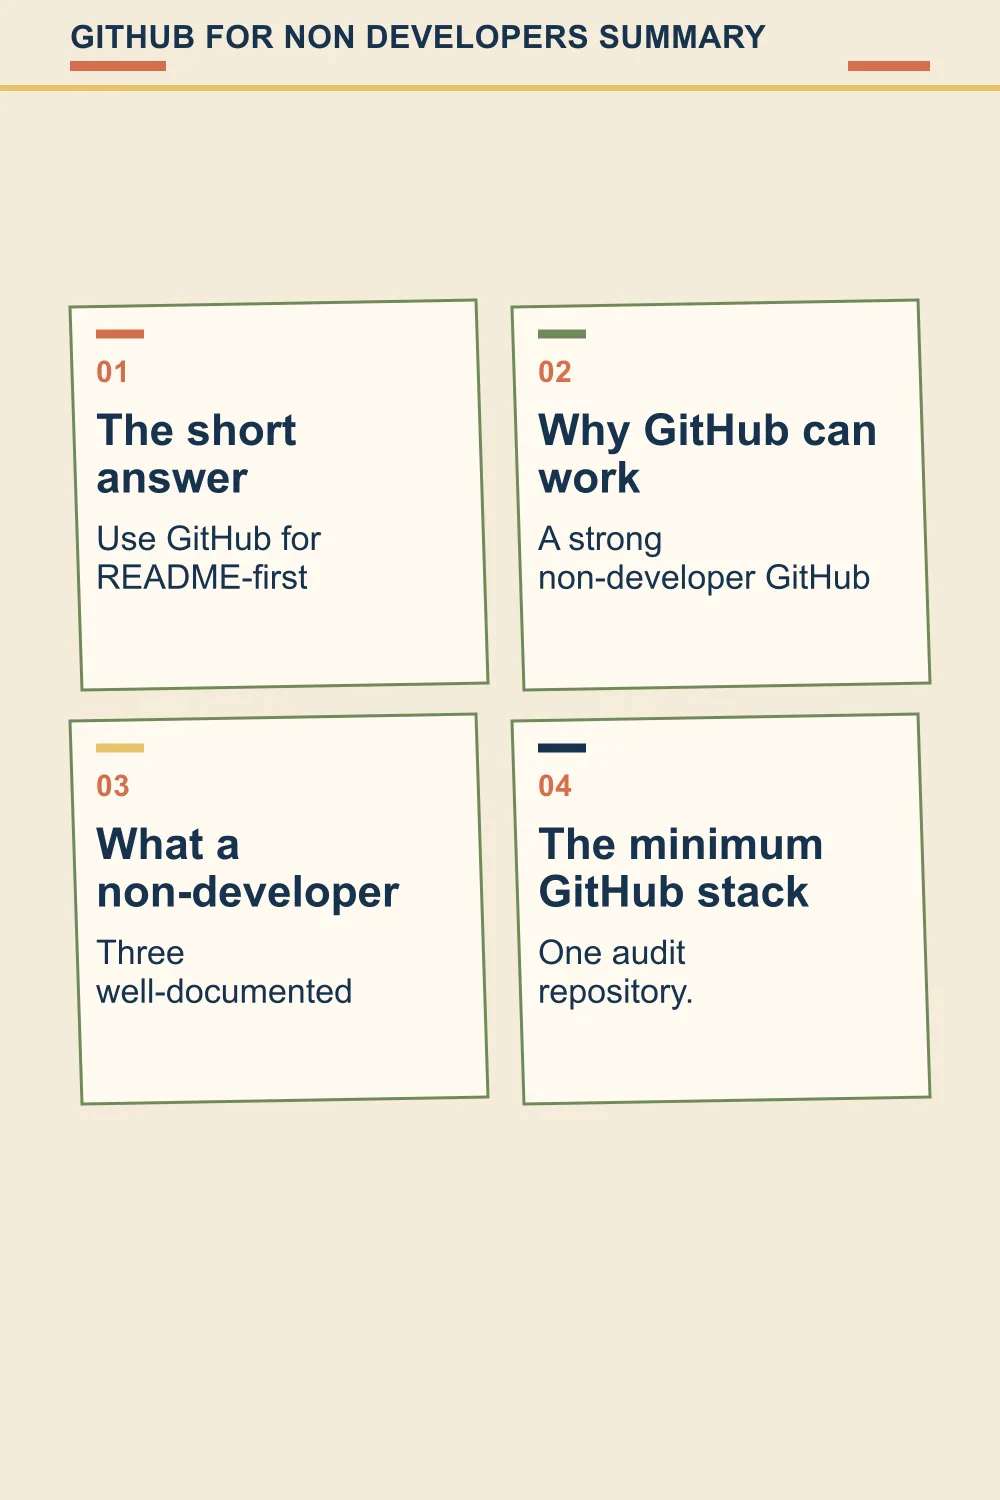 GITHUB FOR NON DEVELOPERS SUMMARY
01
The short
answer
Use GitHub for
README-first
02
Why GitHub can
work
A strong
non-developer GitHub
03
What a
non-developer
Three
well-documented
04
The minimum
GitHub stack
One audit
repository.